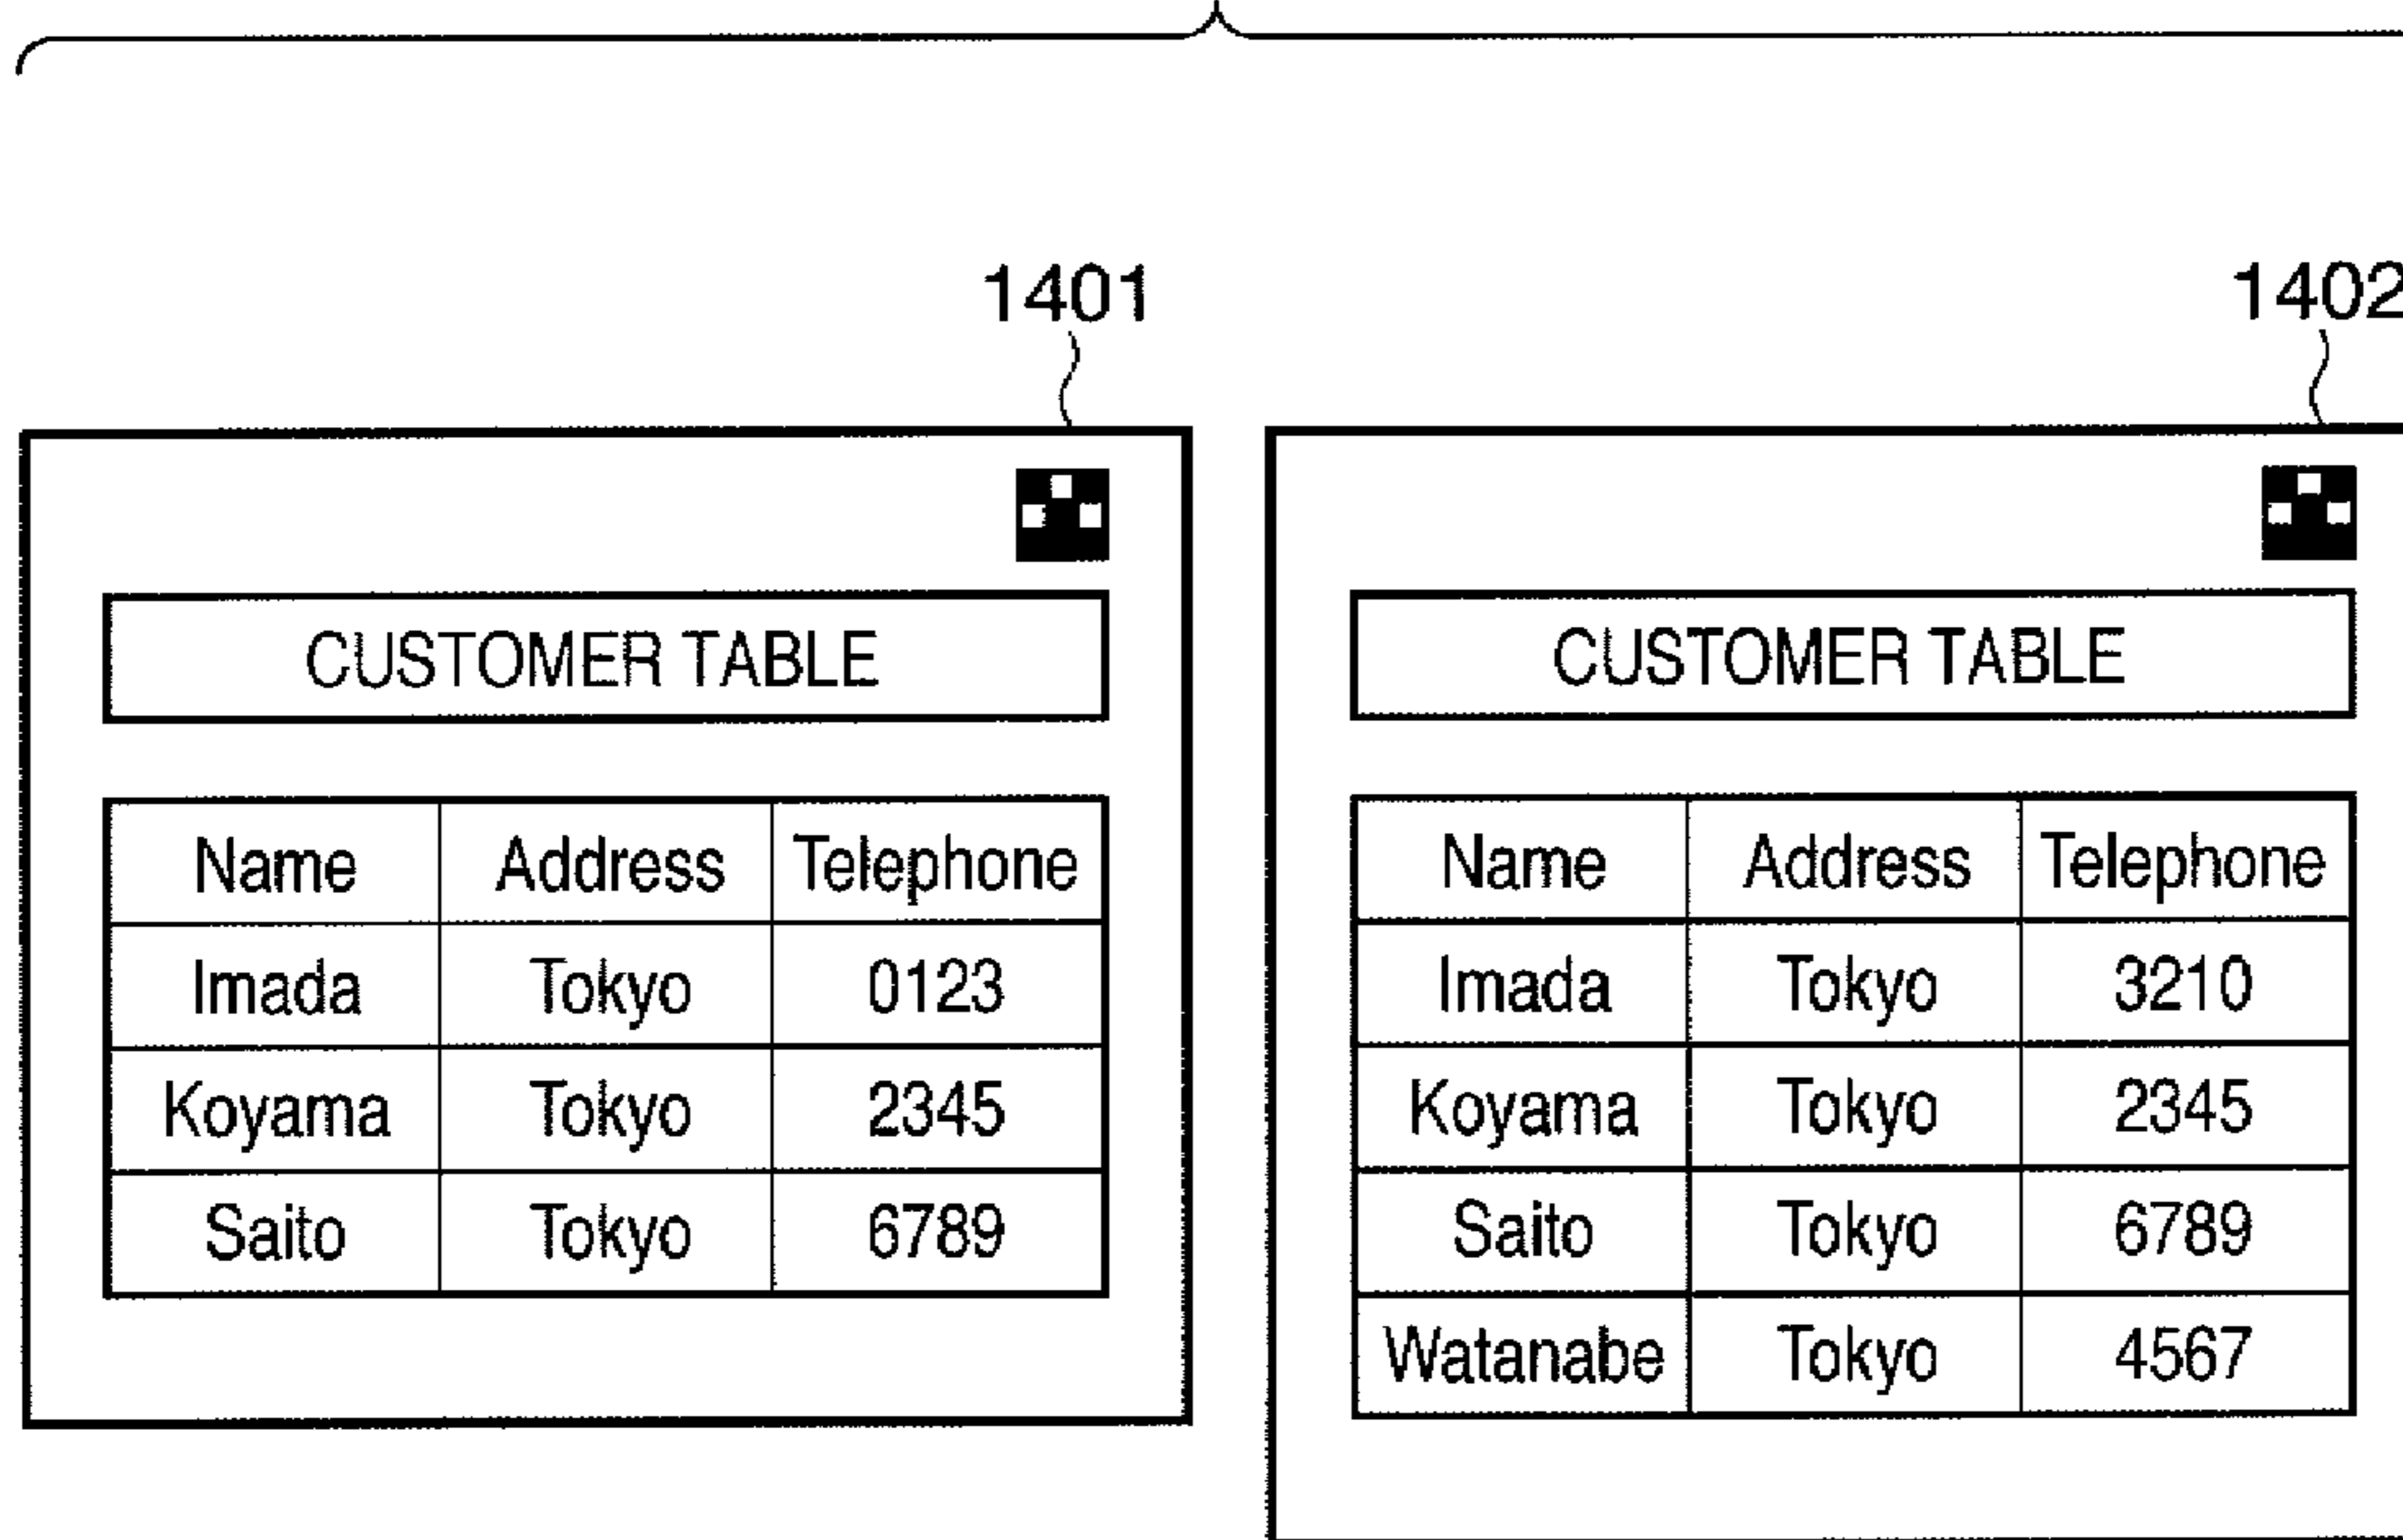 1401
CUSTOMER TABLE
Name Address Telephone
Imada Tokyo 0123
Koyama Tokyo 2345
Saito Tokyo 6789
1402
CUSTOMER TABLE
Name Address Telephone
Imada Tokyo 3210
Koyama Tokyo 2345
Saito Tokyo 6789
Watanabe Tokyo 4567